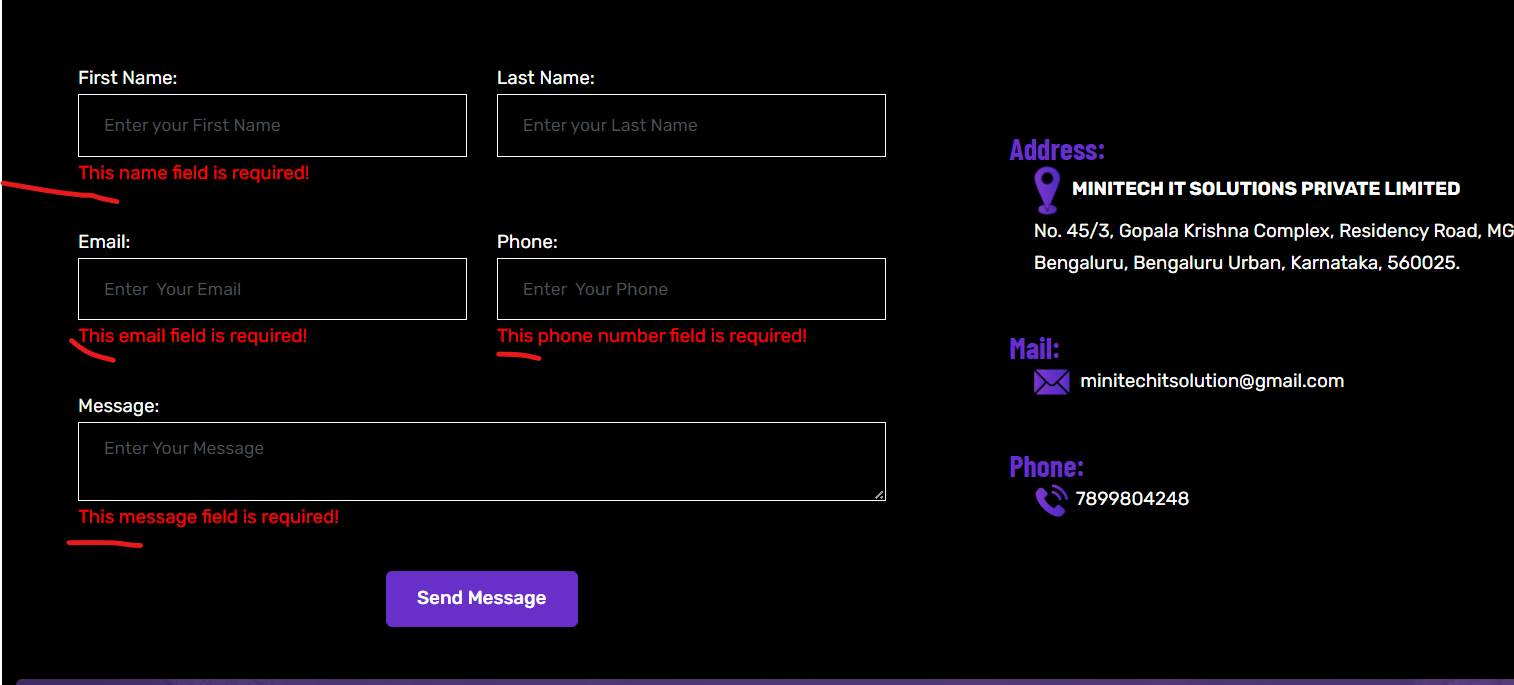 First Name:
Last Name:
Enter your First Name
Enter your Last Name
This name field is required!
Email:
Phone:
Enter  Your Email
Enter  Your Phone
This email field is required!
This phone number field is required!
Message:
Enter Your Message
This message field is required!
Send Message
Address:
MINITECH IT SOLUTIONS PRIVATE LIMITED
No. 45/3, Gopala Krishna Complex, Residency Road, MG
Bengaluru, Bengaluru Urban, Karnataka, 560025.
Mail:
minitechitsolution@gmail.com
Phone:
7899804248